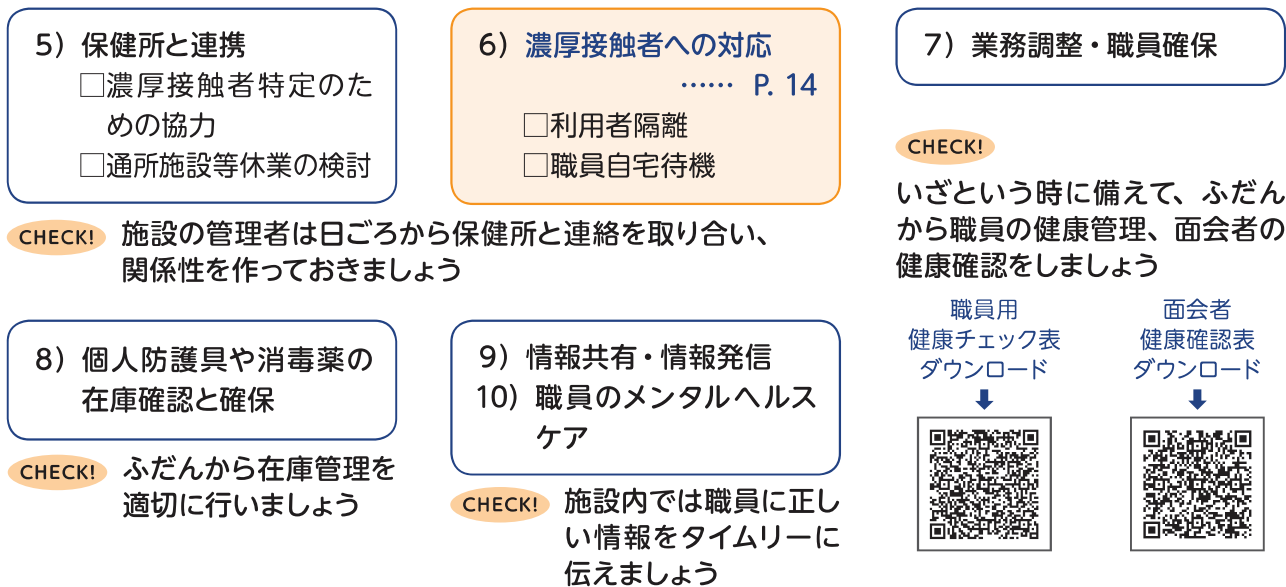 5）保健所と連携
□濃厚接触者特定のた
めの協力
□通所施設等休業の検討
CHECK! 施設の管理者は日ごろから保健所と連絡を取り合い、
関係性を作っておきましょう
6）濃厚接触者への対応
…… P. 14
□利用者隔離
□職員自宅待機
7）業務調整・職員確保
CHECK!
いざという時に備えて、ふだん
から職員の健康管理、面会者の
健康確認をしましょう
職員用
健康チェック表
ダウンロード
面会者
健康確認表
ダウンロード
8）個人防護具や消毒薬の
在庫確認と確保
CHECK! ふだんから在庫管理を
適切に行いましょう
9）情報共有・情報発信
10）職員のメンタルヘルス
ケア
CHECK! 施設内では職員に正し
い情報をタイムリーに
伝えましょう